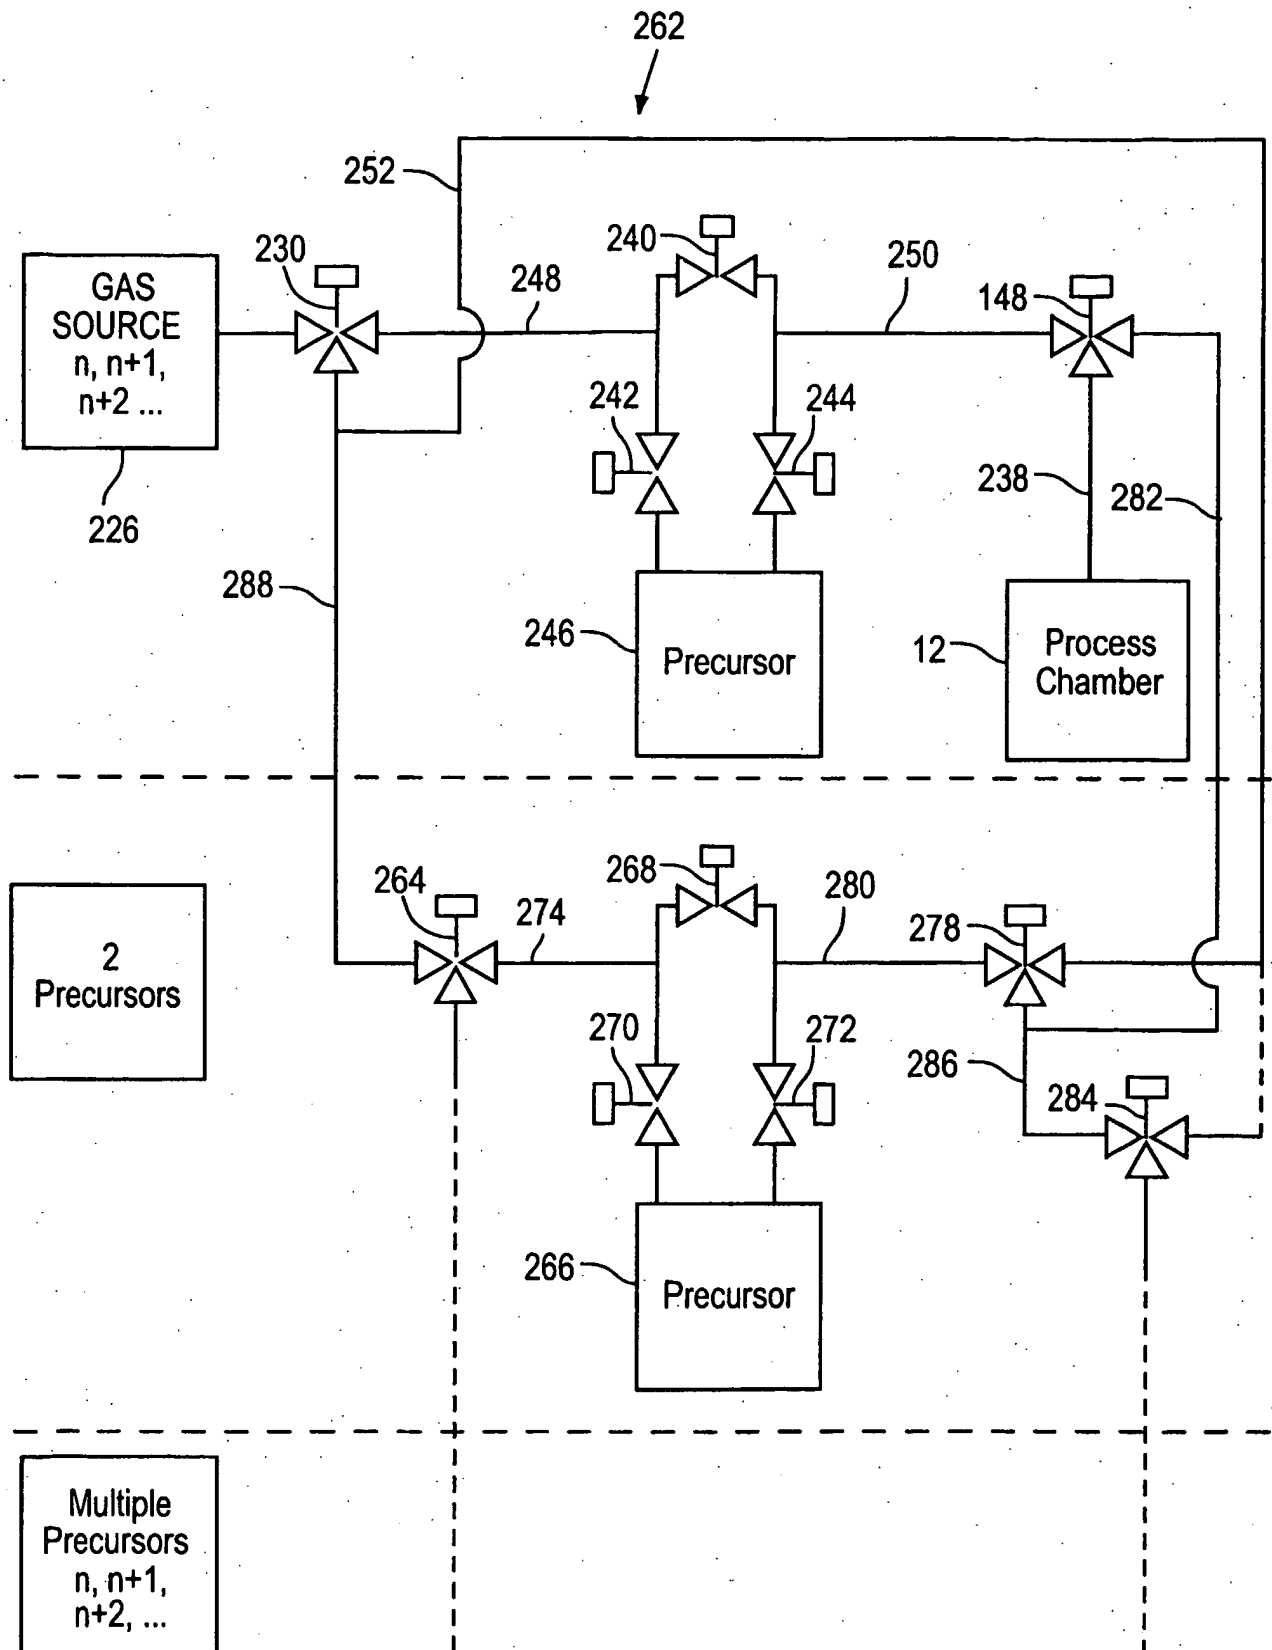 262
252
230
240
250
248
148
GAS
SOURCE
n, n+1,
n+2 ...
242
244
238
282
226
288
246
Precursor
12
Process
Chamber
268
264
274
280
278
2
Precursors
270
272
286
284
266
Precursor
Multiple
Precursors
n, n+1,
n+2, ...